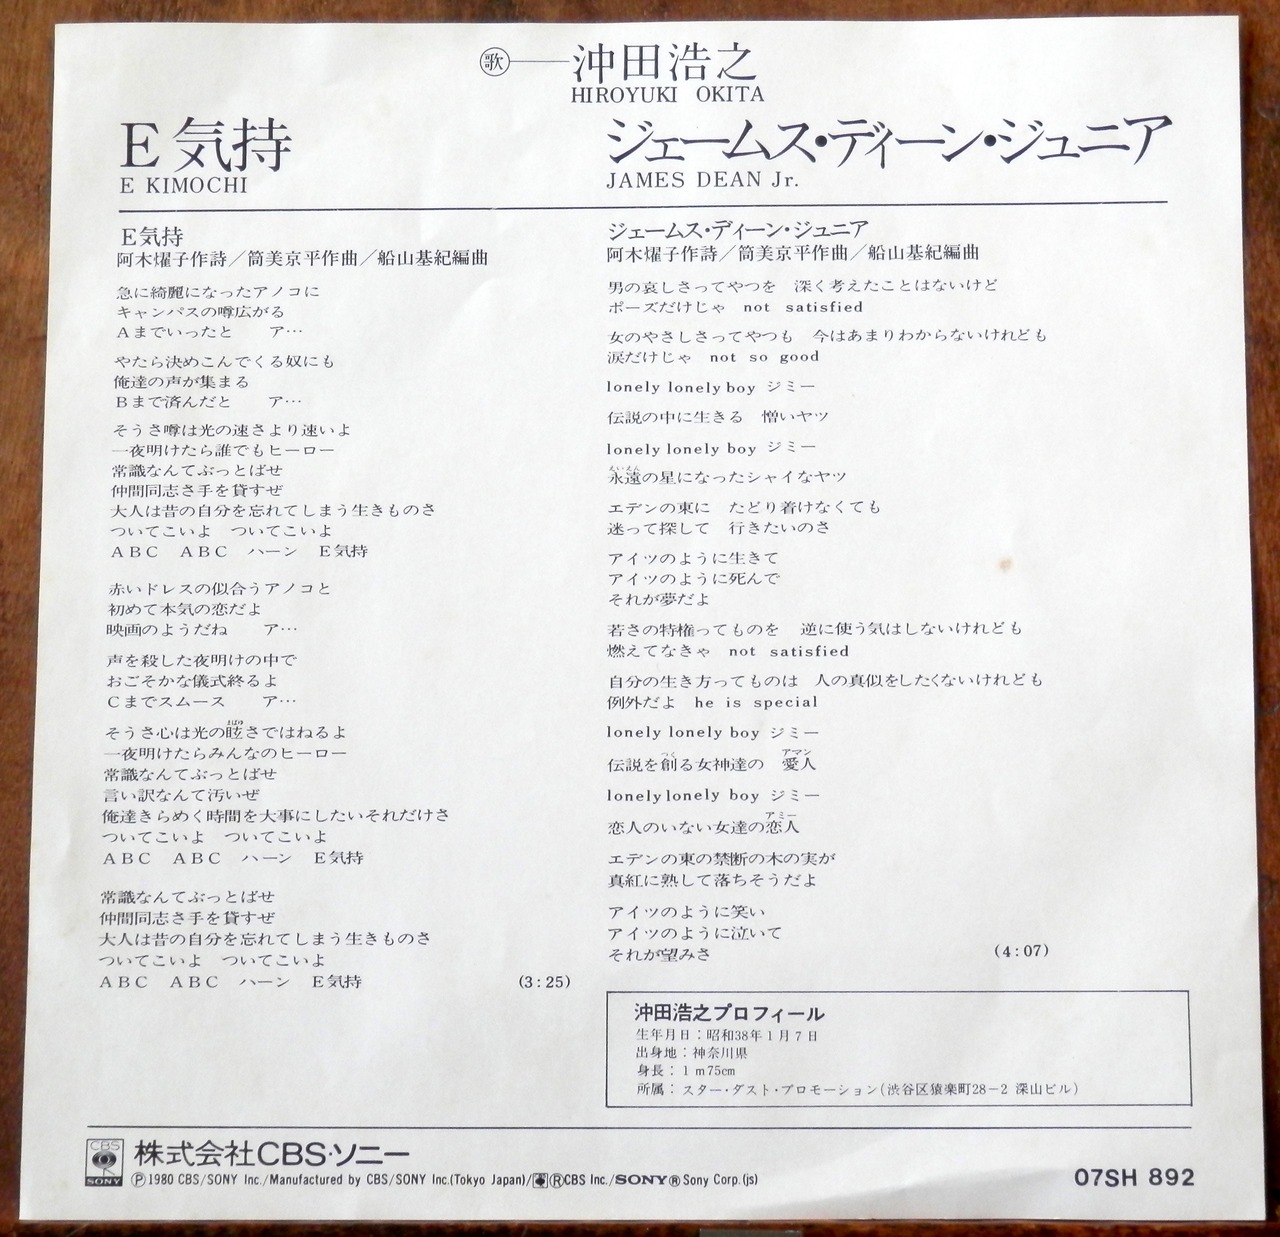 歌 沖田浩之
HIROYUKI OKITA
E気持
E KIMOCHI
E気持
阿木燿子作詩／筒美京平作曲／船山基紀編曲
急に綺麗になったアノコに
キャンパスの噂広がる
Aまでいったと　ア…
やたら決めこんでくる奴にも
俺達の声が集まる
Bまで済んだと　ア…
そうさ噂は光の速さより速いよ
一夜明けたら誰でもヒーロー
常識なんてぶっとばせ
仲間同志さ手を貸すぜ
大人は昔の自分を忘れてしまう生きものさ
ついてこいよ　ついてこいよ
ABC　ABC　ハーン　E気持
赤いドレスの似合うアノコと
初めて本気の恋だよ
映画のようだね　ア…
声を殺した夜明けの中で
おごそかな儀式終るよ
Cまでスムース　ア…
まばゆ
そうさ心は光の眩さではねるよ
一夜明けたらみんなのヒーロー
常識なんてぶっとばせ
言い訳なんて汚いぜ
俺達きらめく時間を大事にしたいそれだけさ
ついてこいよ　ついてこいよ
ABC　ABC　ハーン　E気持
常識なんてぶっとばせ
仲間同志さ手を貸すぜ
大人は昔の自分を忘れてしまう生きものさ
ついてこいよ　ついてこいよ
ABC　ABC　ハーン　E気持　(3:25)
ジェームス・ディーン・ジュニア
JAMES DEAN Jr.
ジェームス・ディーン・ジュニア
阿木燿子作詩／筒美京平作曲／船山基紀編曲
男の哀しさってやつを　深く考えたことはないけど
ポーズだけじゃ　not satisfied
女のやさしさってやつも　今はあまりわからないけれども
涙だけじゃ　not so good
lonely lonely boy ジミー
伝説の中に生きる　憎いヤツ
lonely lonely boy ジミー
えいえん
永遠の星になったシャイなヤツ
エデンの東に　たどり着けなくても
迷って探して　行きたいのさ
アイツのように生きて
アイツのように死んで
それが夢だよ
若さの特権ってものを　逆に使う気はしないけれども
燃えてなきゃ　not satisfied
自分の生き方ってものは　人の真似をしたくないけれども
例外だよ　he is special
lonely lonely boy ジミー
つく　アマン
伝説を創る女神達の　愛人
lonely lonely boy ジミー
アミー
恋人のいない女達の恋人
エデンの東の禁断の木の実が
真紅に熟して落ちそうだよ
アイツのように笑い
アイツのように泣いて
それが望みさ　(4:07)
沖田浩之プロフィール
生年月日：昭和38年1月7日
出身地：神奈川県
身長：1m75cm
所属：スター・ダスト・プロモーション(渋谷区猿楽町28−2 深山ビル)
CBS
SONY
株式会社CBS・ソニー
Ⓟ1980 CBS/SONY Inc./Manufactured by CBS/SONY Inc.(Tokyo Japan)/ⓇCBS Inc./SONY®Sony Corp.(js)
07SH 892